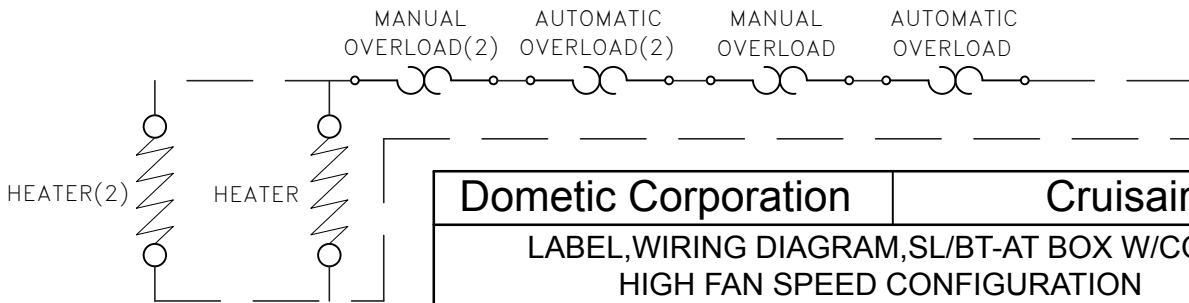 MANUAL OVERLOAD(2)
AUTOMATIC OVERLOAD(2)
MANUAL OVERLOAD
AUTOMATIC OVERLOAD
HEATER(2)
HEATER
Dometic Corporation
Cruisair
LABEL,WIRING DIAGRAM,SL/BT-AT BOX W/
HIGH FAN SPEED CONFIGURATION